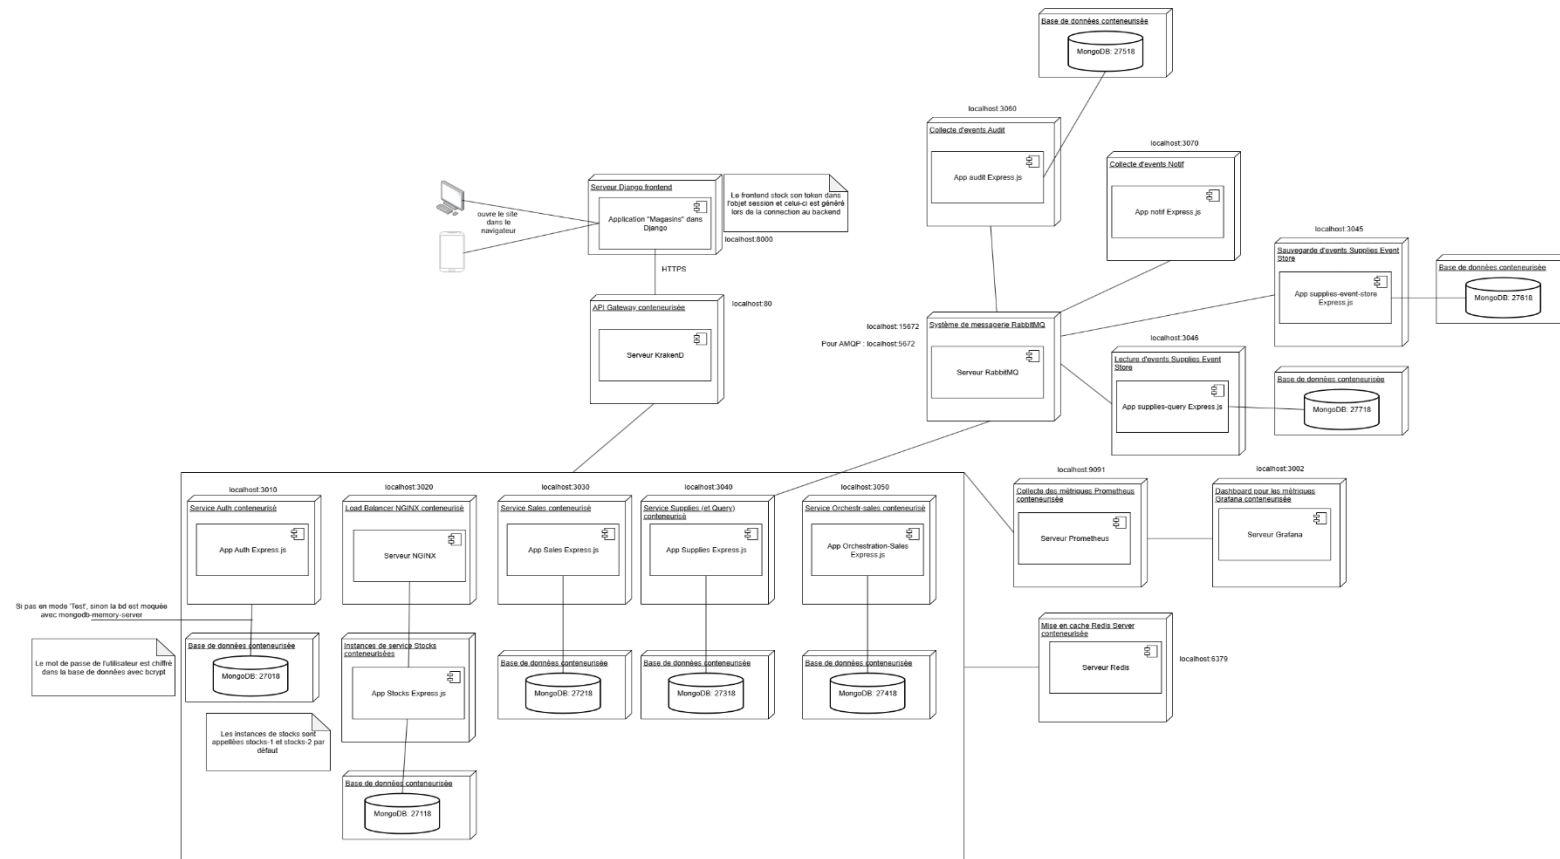 Base de données conteneurisée
MongoDB: 27518
localhost:3060
Collecte d'events Audit
App audit Express.js
localhost:3070
Collecte d'events Notif
App notif Express.js
Serveur Django frontend
Application "Magasins" dans
Django
Le frontend stock son token dans
l'objet session et celui-ci est généré
lors de la connection au backend
localhost:8000
ouvre le site
dans le
navigateur
HTTPS
localhost:3045
Sauvegarde d'events Supplies Event
Store
App supplies-event-store
Express.js
Base de données conteneurisée
MongoDB: 27618
API Gateway conteneurisée
localhost:80
Serveur KrakenD
localhost:15672
Pour AMQP : localhost:5672
Système de messagerie RabbitMQ
Serveur RabbitMQ
localhost:3046
Lecture d'events Supplies Event
Store
App supplies-query Express.js
Base de données conteneurisée
MongoDB: 27718
localhost:3010
Service Auth conteneurisé
App Auth Express.js
localhost:3020
Load Balancer NGINX conteneurisé
Serveur NGINX
localhost:3030
Service Sales conteneurisé
App Sales Express.js
localhost:3040
Service Supplies (et Query)
conteneurisé
App Supplies Express.js
localhost:3050
Service Orchestr-sales conteneurisé
App Orchestration-Sales
Express.js
localhost:9091
Collecte des métriques Prometheus
conteneurisée
Serveur Prometheus
localhost:3002
Dashboard pour les métriques
Grafana conteneurisée
Serveur Grafana
Si pas en mode 'Test', sinon la bd est moquée
avec mongodb-memory-server
Le mot de passe de l'utilisateur est chiffré
dans la base de données avec bcrypt
Base de données conteneurisée
MongoDB: 27018
Instances de service Stocks
conteneurisées
App Stocks Express.js
Base de données conteneurisée
MongoDB: 27218
Base de données conteneurisée
MongoDB: 27318
Base de données conteneurisée
MongoDB: 27418
Mise en cache Redis Server
conteneurisée
Serveur Redis
localhost:6379
Les instances de stocks sont
appellées stocks-1 et stocks-2 par
défaut
Base de données conteneurisée
MongoDB: 27118